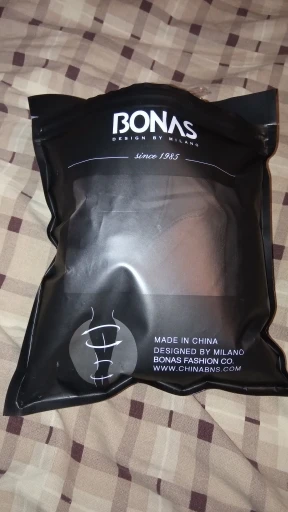 BONAS
DESIGN BY MILANO
since 1985
MADE IN CHINA
DESIGNED BY MILANO
BONAS FASHION CO.
WWW.CHINABNS.COM